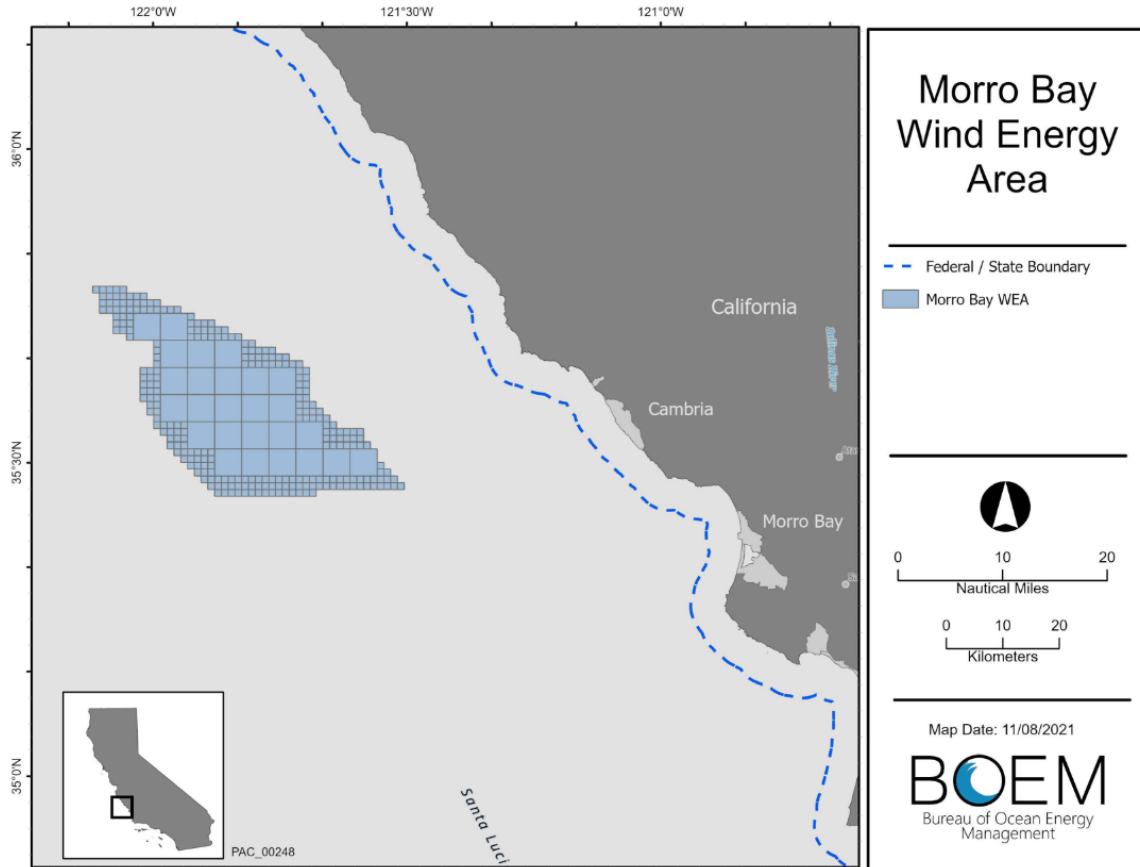 122°0'W
121°30'W
121°0'W
36°0'N
35°30'N
35°0'N
California
Cambria
Morro Bay
Santa Luci
PAC_00248
Morro Bay
Wind Energy
Area
Federal / State Boundary
Morro Bay WEA
0 10 20
Nautical Miles
0 10 20
Kilometers
Map Date: 11/08/2021
BOEM
Bureau of Ocean Energy
Management